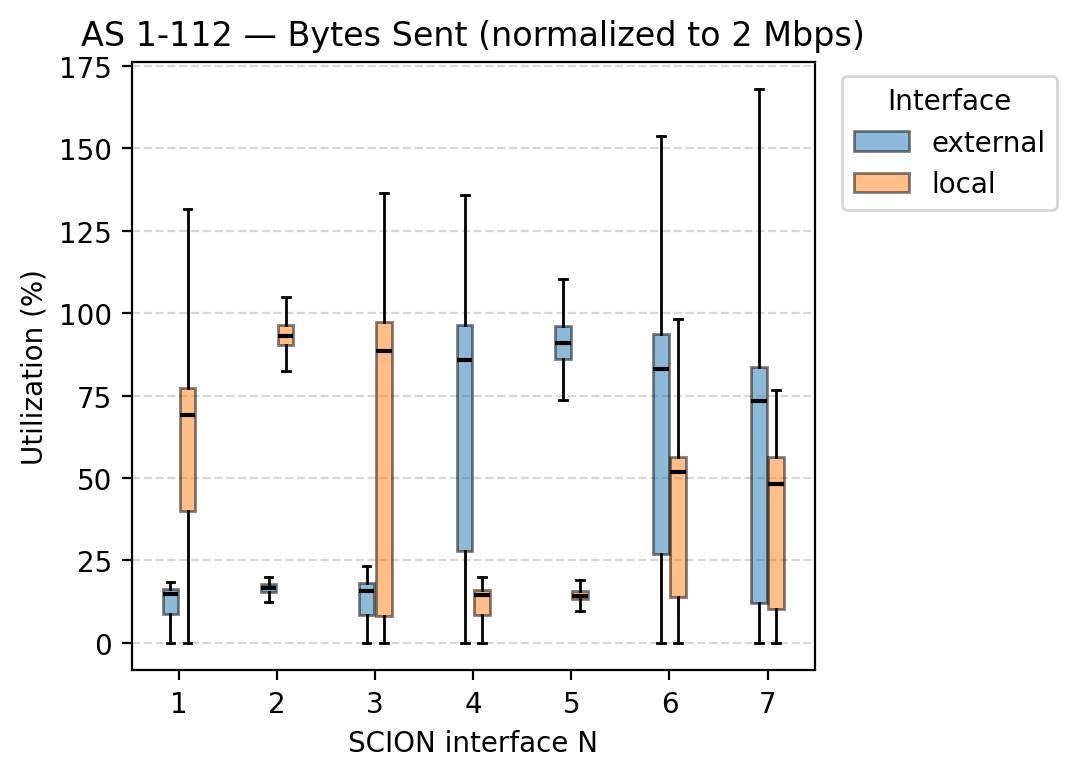 AS 1-112 — Bytes Sent (normalized to 2 Mbps)
Utilization (%)
175
150
125
100
75
50
25
0
1 2 3 4 5 6 7
SCION interface N
Interface
external
local